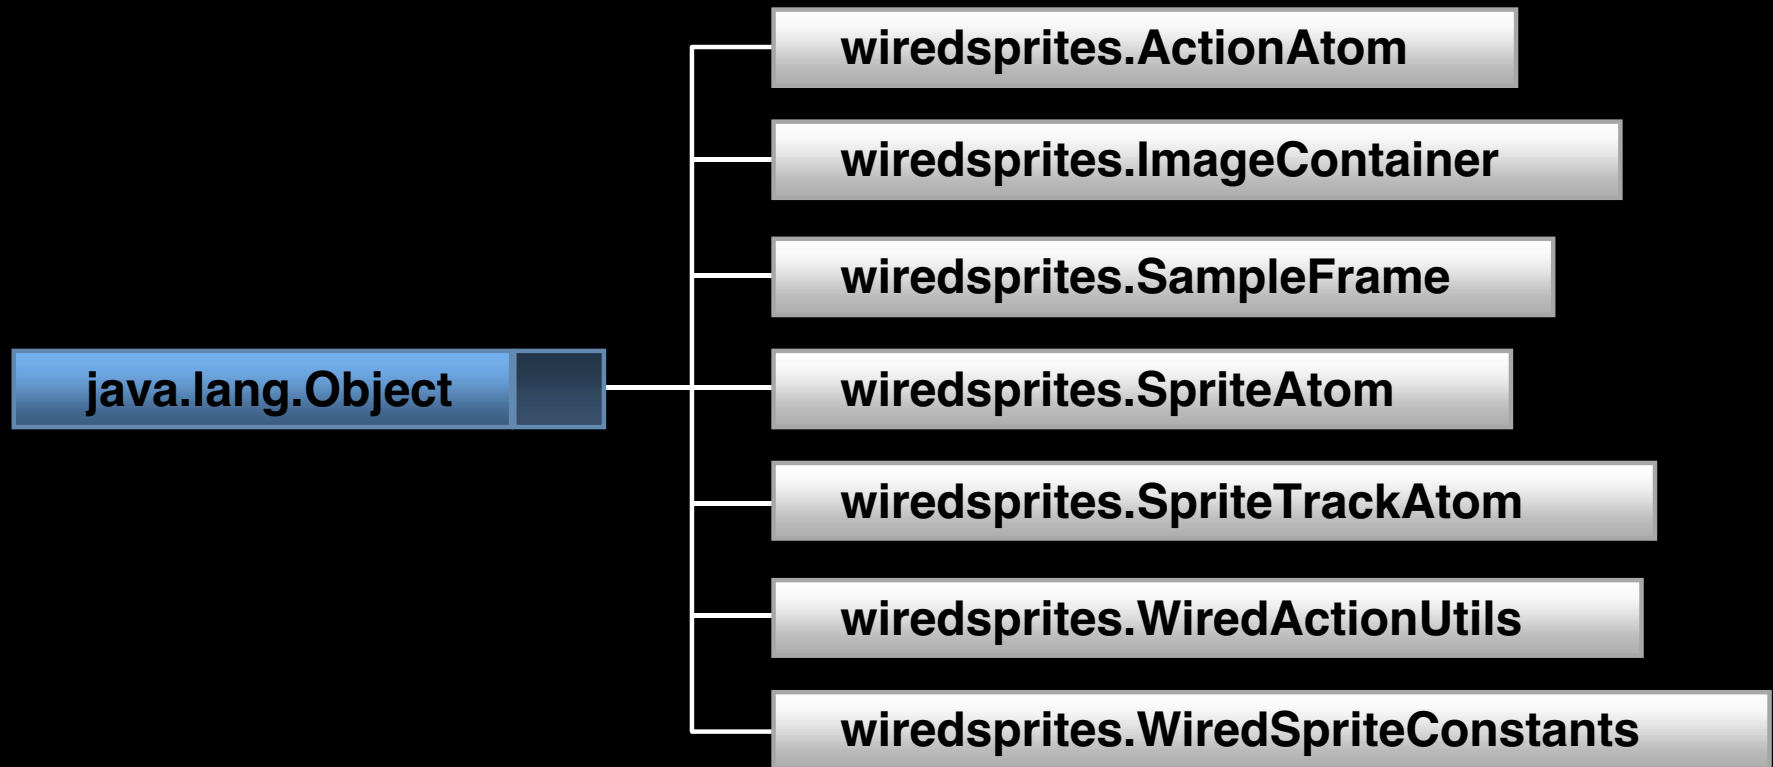 wiredsprites.ActionAtom
wiredsprites.ImageContainer
wiredsprites.SampleFrame
java.lang.Object
wiredsprites.SpriteAtom
wiredsprites.SpriteTrackAtom
wiredsprites.WiredActionUtils
wiredsprites.WiredSpriteConstants